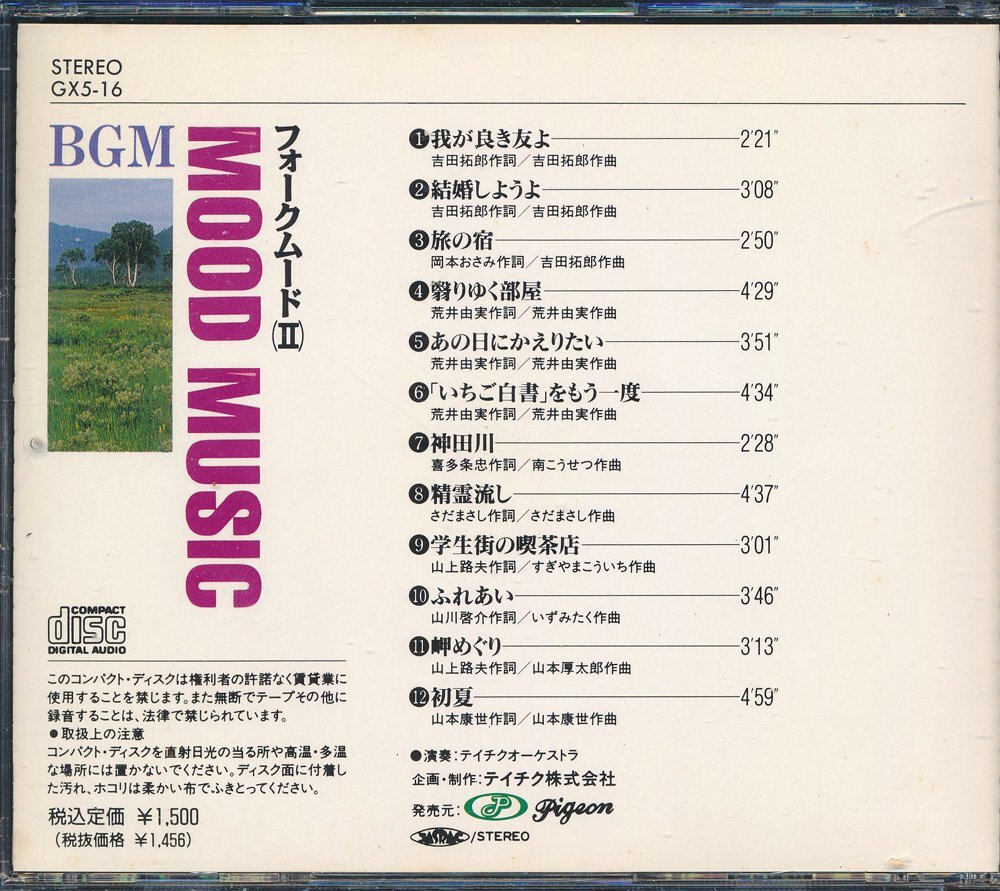 STEREO
GX5-16
BGM
MOOD MUSIC
フォークムード(II)
❶我が良き友よ 2'21"
吉田拓郎作詞／吉田拓郎作曲
❷結婚しようよ 3'08"
吉田拓郎作詞／吉田拓郎作曲
❸旅の宿 2'50"
岡本おさみ作詞／吉田拓郎作曲
❹翳りゆく部屋 4'29"
荒井由実作詞／荒井由実作曲
❺あの日にかえりたい 3'51"
荒井由実作詞／荒井由実作曲
❻「いちご白書」をもう一度 4'34"
荒井由実作詞／荒井由実作曲
❼神田川 2'28"
喜多条忠作詞／南こうせつ作曲
❽精霊流し 4'37"
さだまさし作詞／さだまさし作曲
❾学生街の喫茶店 3'01"
山上路夫作詞／すぎやまこういち作曲
❿ふれあい 3'46"
山川啓介作詞／いずみたく作曲
⓫岬めぐり 3'13"
山上路夫作詞／山本厚太郎作曲
⓬初夏 4'59"
山本康世作詞／山本康世作曲
●演奏：テイチクオーケストラ
企画・制作：テイチク株式会社
発売元： P Pigeon
JASRAC/STEREO
COMPACT
disc
DIGITAL AUDIO
このコンパクト・ディスクは権利者の許諾なく賃貸業に
使用することを禁じます。また無断でテープその他に
録音することは、法律で禁じられています。
●取扱上の注意
コンパクト・ディスクを直射日光の当る所や高温・多湿
な場所には置かないでください。ディスク面に付着し
た汚れ、ホコリは柔かい布でふきとってください。
税込定価 ￥1,500
（税抜価格 ￥1,456）